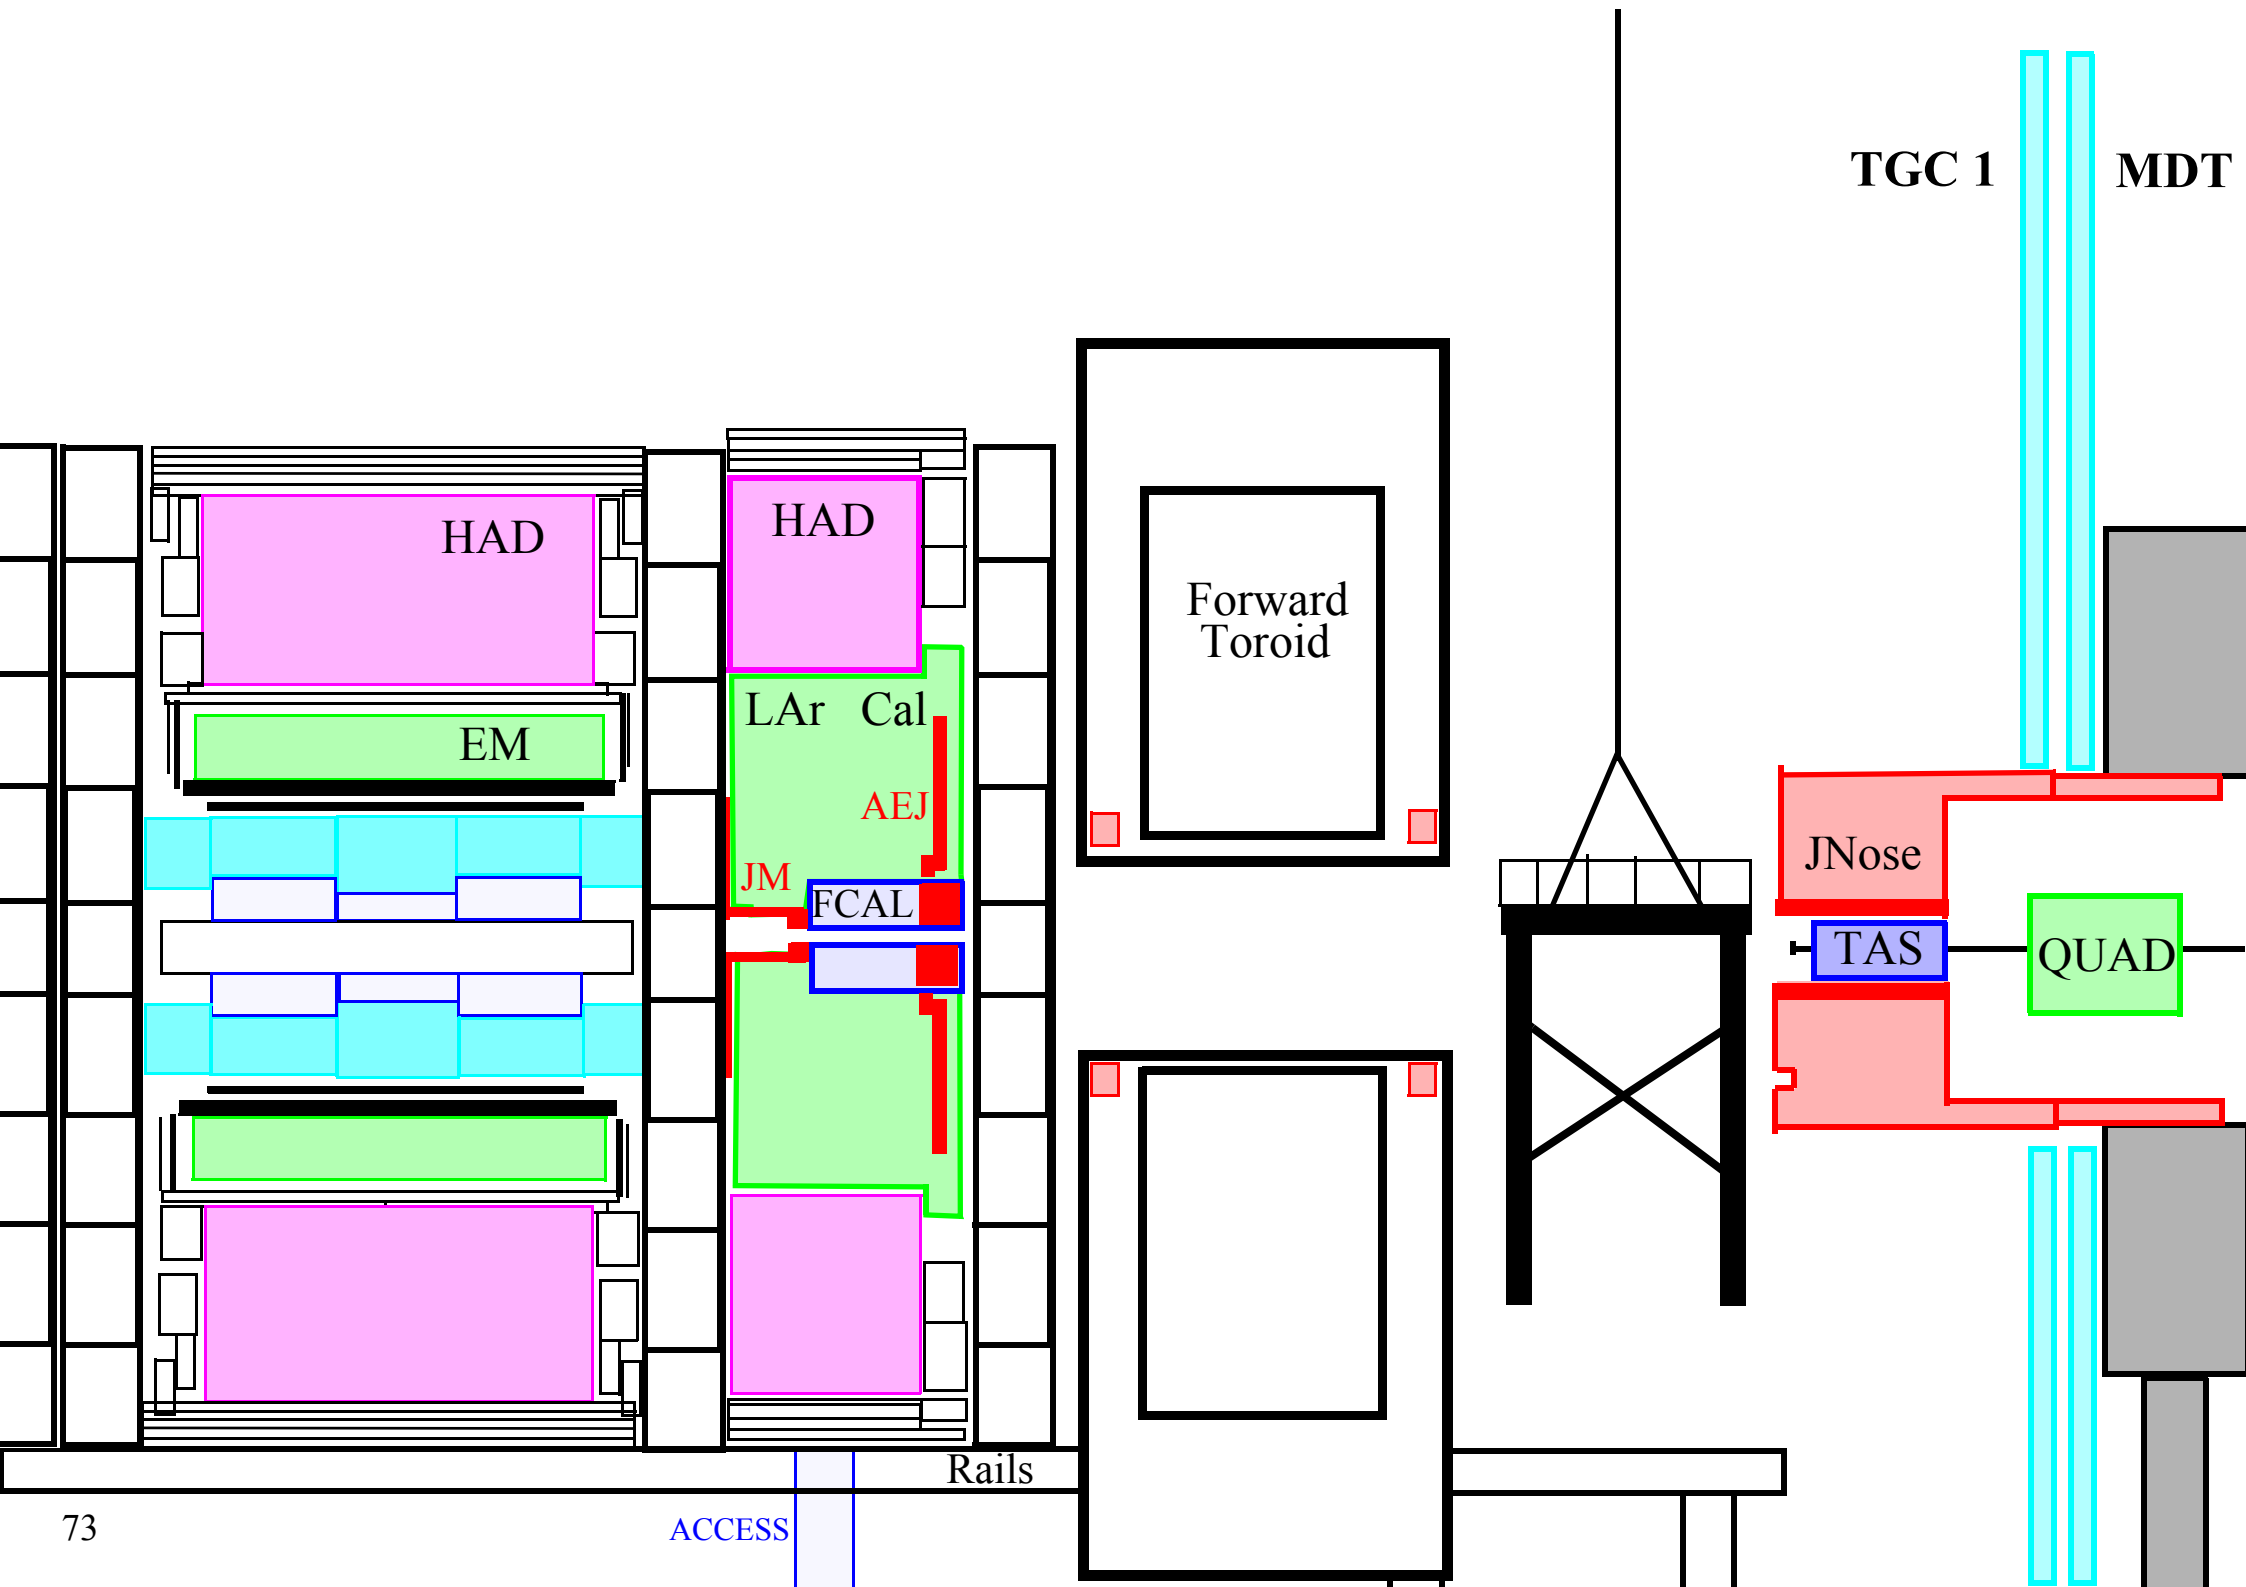 TGC 1
MDT
HAD
HAD
Forward
Toroid
LAr Cal
EM
AEJ
JNose
JM
FCAL
TAS
QUAD
Rails
73
ACCESS